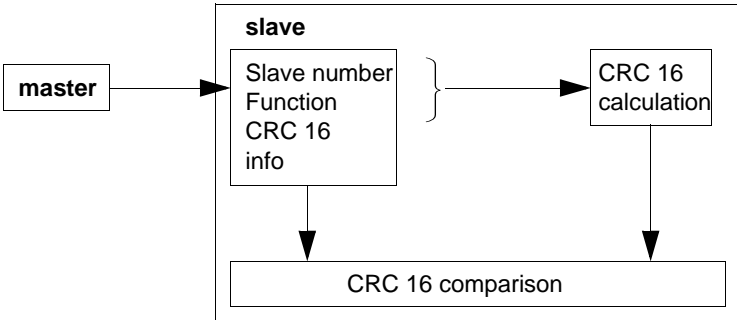 slave
master
Slave number
Function
CRC 16
info
CRC 16
calculation
CRC 16 comparison